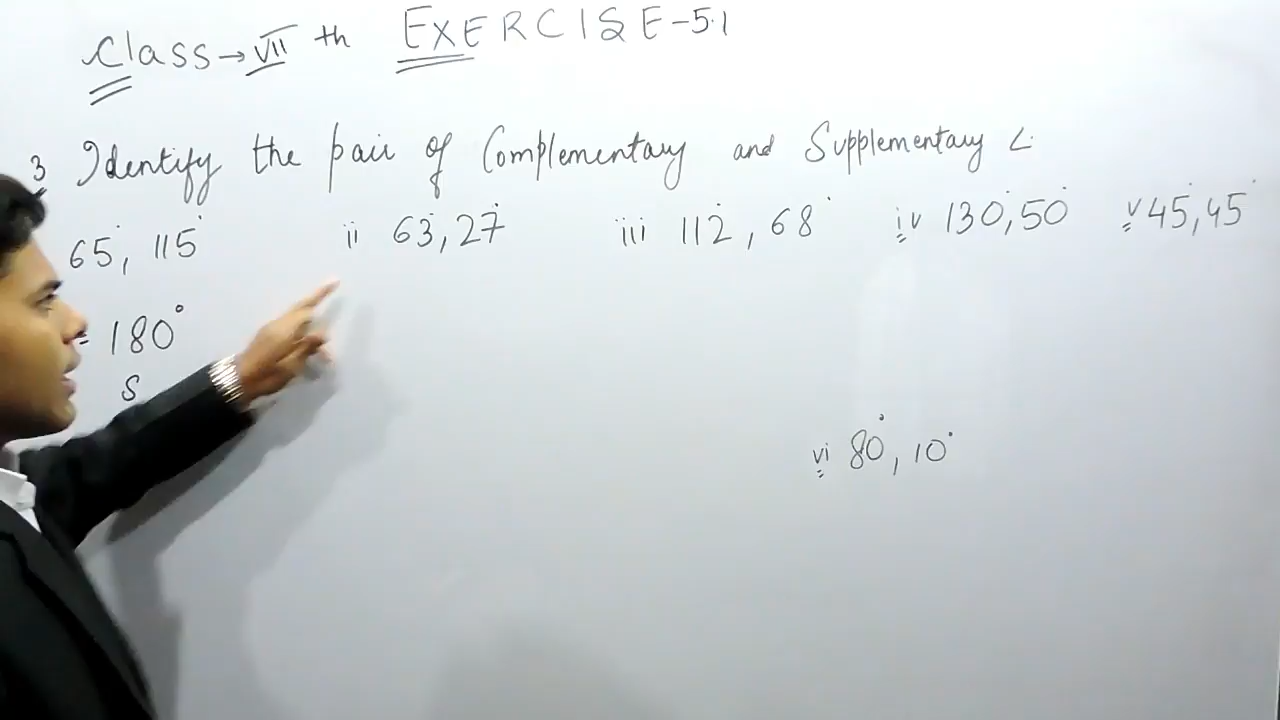 Class → VII th EXERCISE-5.1
3 Identify the pair of Complementary and Supplementary ∠.
65°, 115° ii 63°, 27° iii 112°, 68° iv 130°, 50° v 45°, 45°
= 180°
S
vi 80°, 10°